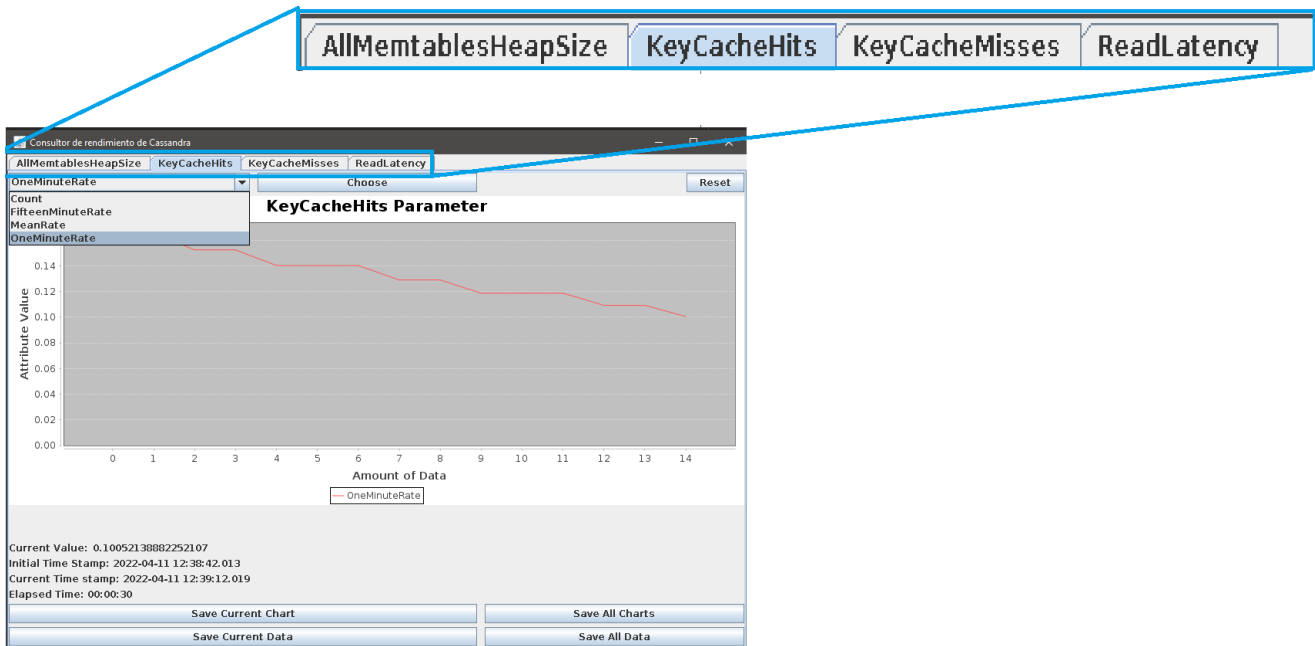 AllMemtablesHeapSize KeyCacheHits KeyCacheMisses ReadLatency
Consultor de rendimiento de Cassandra
AllMemtablesHeapSize KeyCacheHits KeyCacheMisses ReadLatency
OneMinuteRate Choose Reset
Count
FifteenMinuteRate
MeanRate
OneMinuteRate
KeyCacheHits Parameter
Attribute Value
0.14
0.12
0.10
0.08
0.06
0.04
0.02
0.00
0 1 2 3 4 5 6 7 8 9 10 11 12 13 14
Amount of Data
OneMinuteRate
Current Value: 0.10052138882252107
Initial Time Stamp: 2022-04-11 12:38:42.013
Current Time stamp: 2022-04-11 12:39:12.019
Elapsed Time: 00:00:30
Save Current Chart Save All Charts
Save Current Data Save All Data